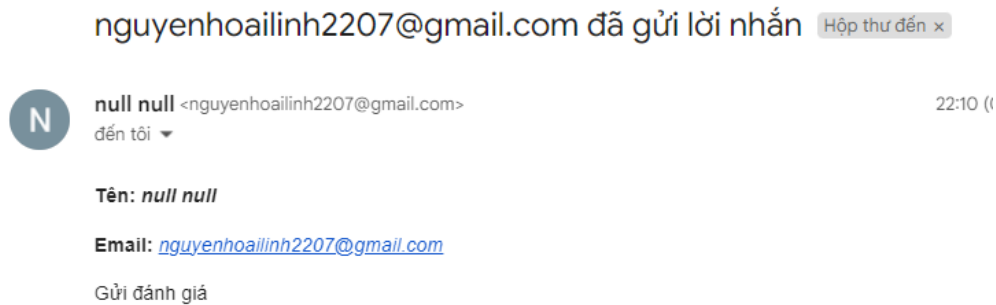 nguyenhoailinh2207@gmail.com đã gửi lời nhắn Hộp thư đến ×
N
null null <nguyenhoailinh2207@gmail.com> 22:10
đến tôi
Tên: null null
Email: nguyenhoailinh2207@gmail.com
Gửi đánh giá